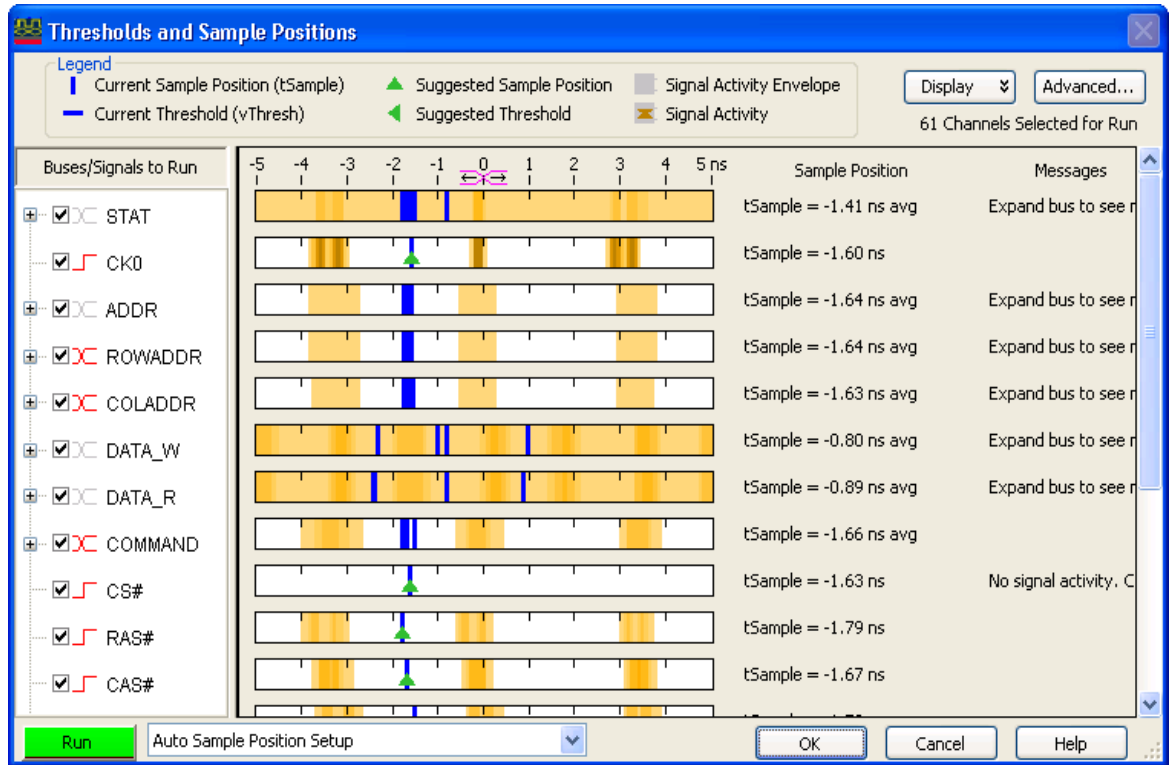 Thresholds and Sample Positions
Legend
Current Sample Position (tSample)
Suggested Sample Position
Signal Activity Envelope
Current Threshold (vThresh)
Suggested Threshold
Signal Activity
Display
Advanced...
61 Channels Selected for Run
Buses/Signals to Run
-5 -4 -3 -2 -1 0 1 2 3 4 5 ns
Sample Position
Messages
STAT
tSample = -1.41 ns avg
Expand bus to see r
CK0
tSample = -1.60 ns
ADDR
tSample = -1.64 ns avg
Expand bus to see r
ROWADDR
tSample = -1.64 ns avg
Expand bus to see r
COLADDR
tSample = -1.63 ns avg
Expand bus to see r
DATA_W
tSample = -0.80 ns avg
Expand bus to see r
DATA_R
tSample = -0.89 ns avg
Expand bus to see r
COMMAND
tSample = -1.66 ns avg
CS#
tSample = -1.63 ns
No signal activity. C
RAS#
tSample = -1.79 ns
CAS#
tSample = -1.67 ns
Run
Auto Sample Position Setup
OK
Cancel
Help